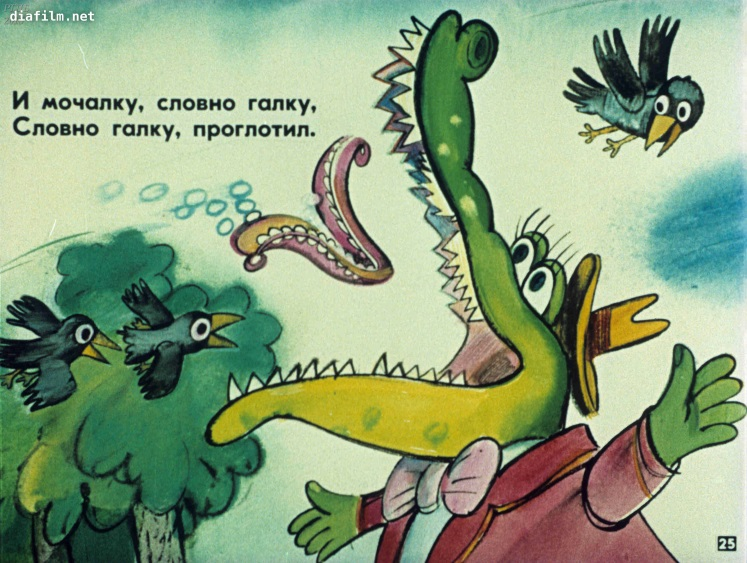 diafilm.net
И мочалку, словно галку,
Словно галку, проглотил.
25